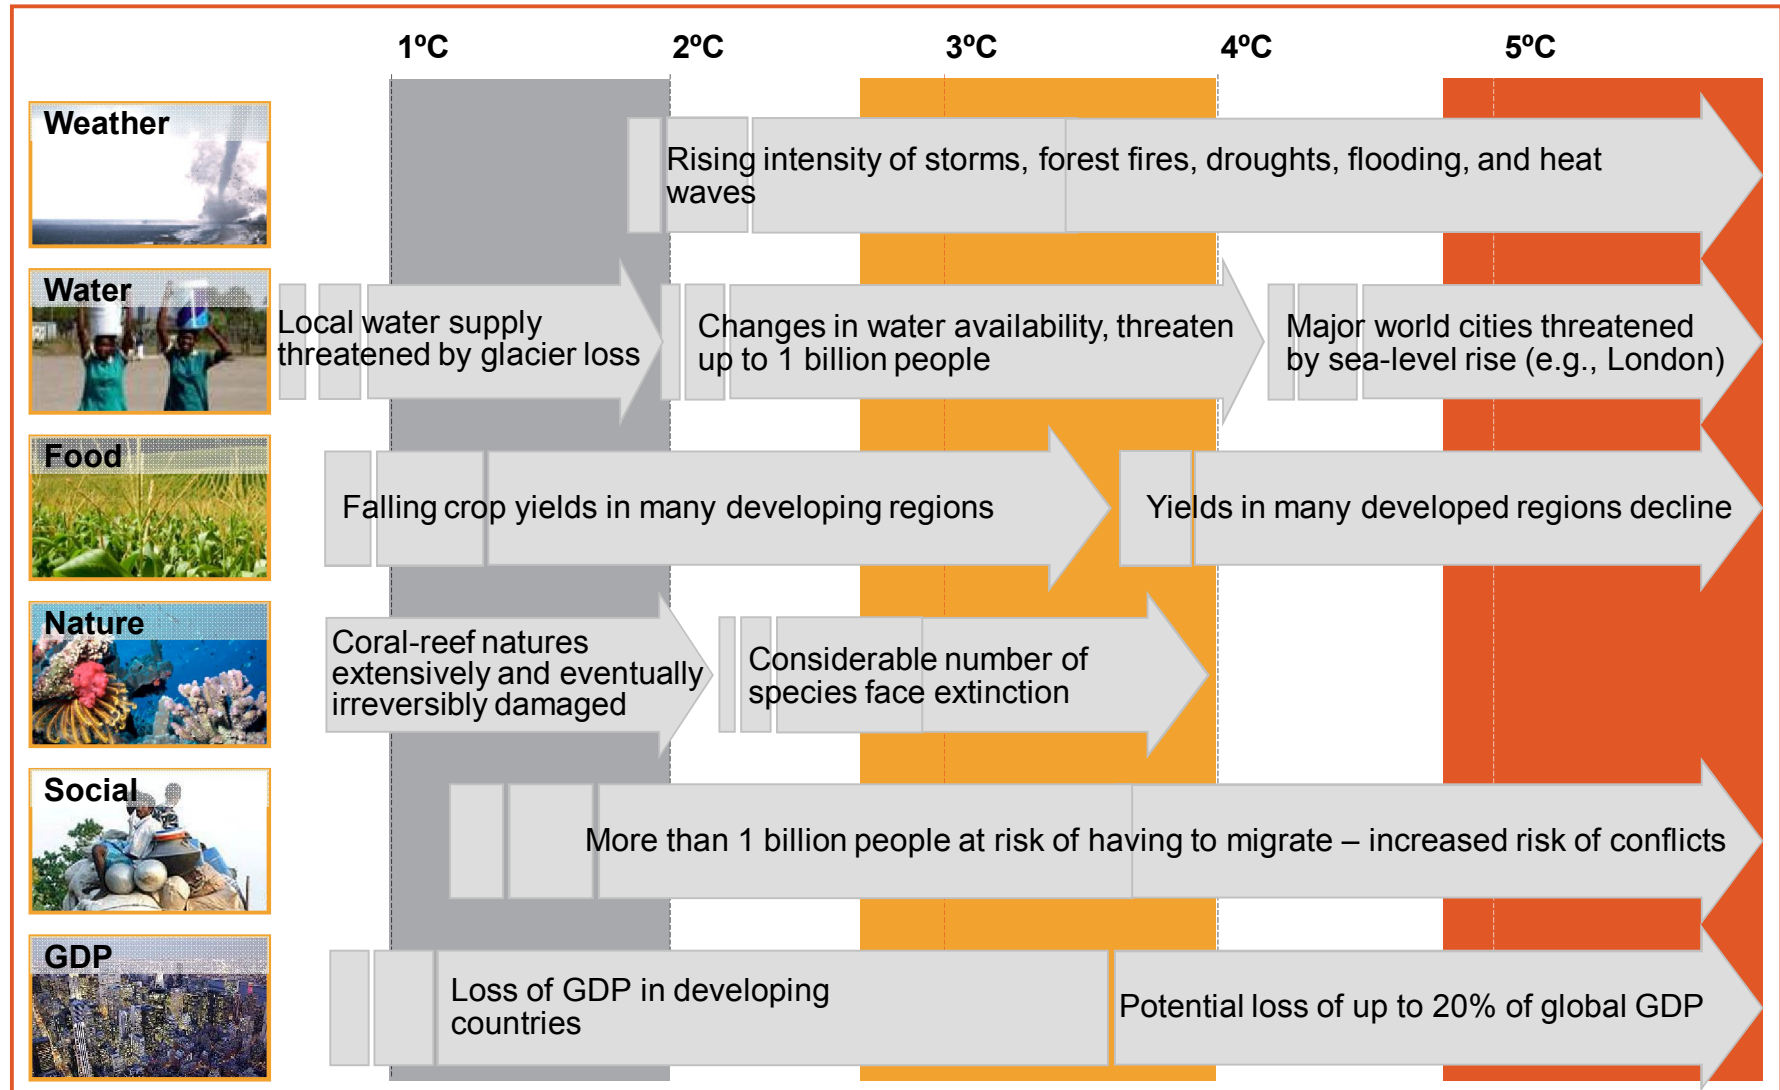 1ºC 2ºC 3ºC 4ºC 5ºC
Weather
Rising intensity of storms, forest fires, droughts, flooding, and heat
waves
Water
Local water supply
threatened by glacier loss
Changes in water availability, threaten
up to 1 billion people
Major world cities threatened
by sea-level rise (e.g., London)
Food
Falling crop yields in many developing regions
Yields in many developed regions decline
Nature
Coral-reef natures
extensively and eventually
irreversibly damaged
Considerable number of
species face extinction
Social
More than 1 billion people at risk of having to migrate – increased risk of conflicts
GDP
Loss of GDP in developing
countries
Potential loss of up to 20% of global GDP